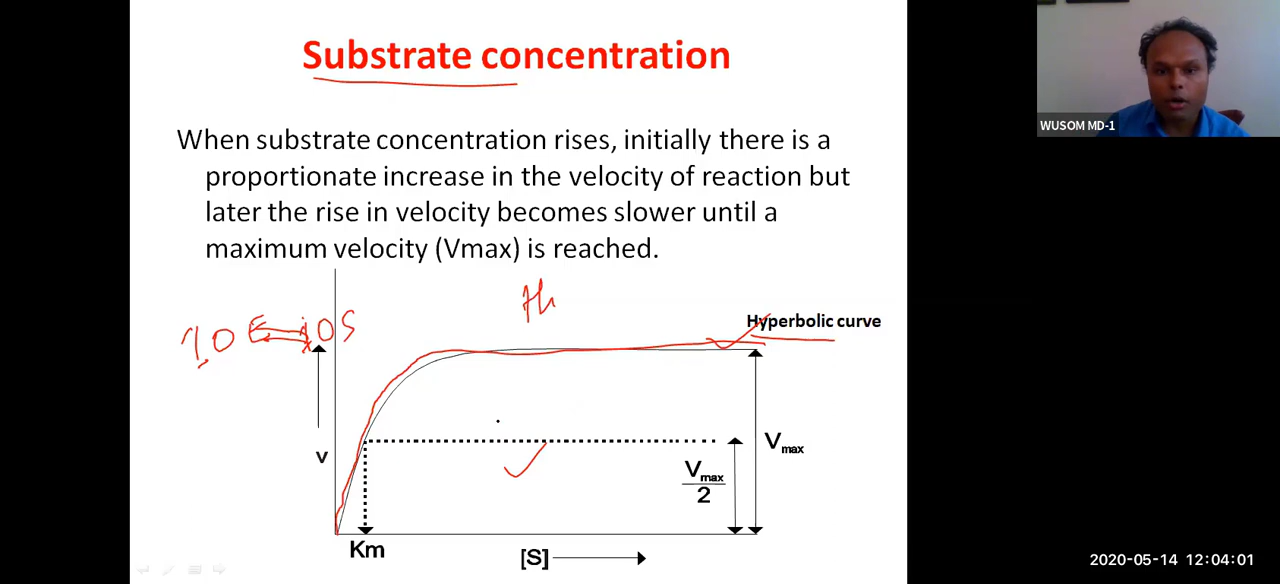 Substrate concentration
WUSOM MD-1
When substrate concentration rises, initially there is a
proportionate increase in the velocity of reaction but
later the rise in velocity becomes slower until a
maximum velocity (Vmax) is reached.
Hyperbolic curve
v
Vmax
Vmax
2
Km
[S]
2020-05-14 12:04:01